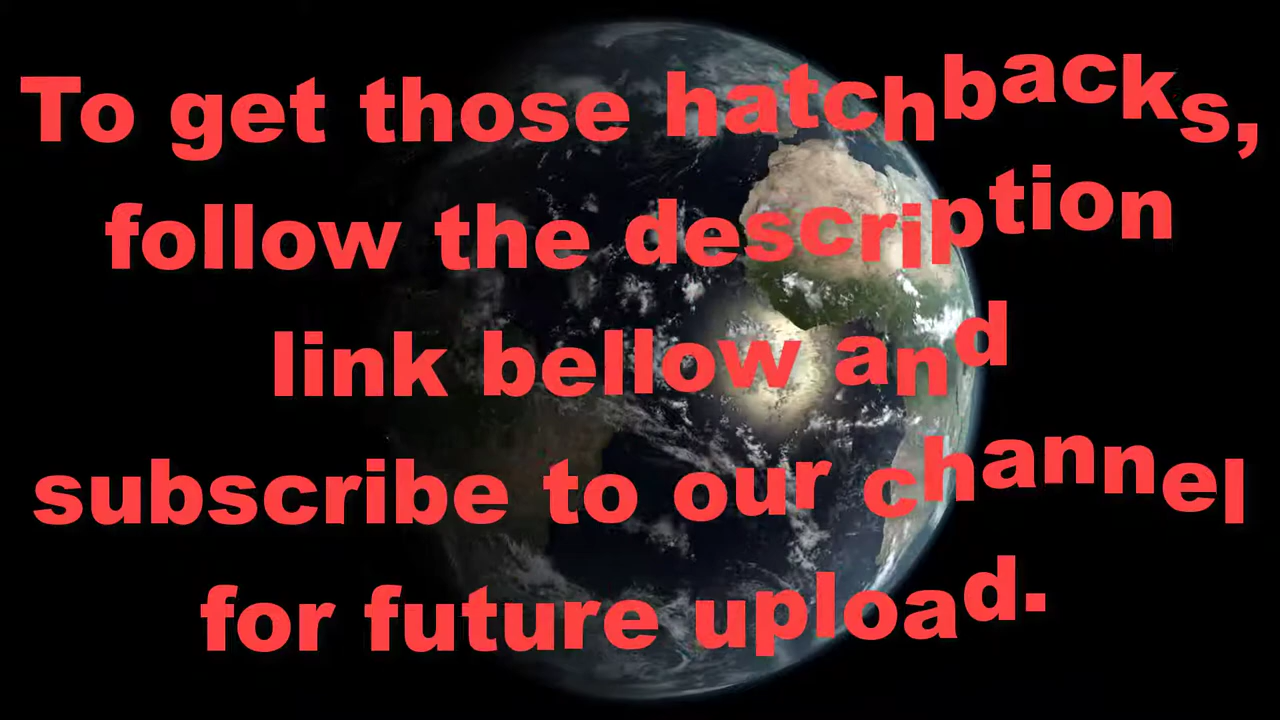 To get those hatchbacks,
follow the description
link bellow and
subscribe to our channel
for future upload.